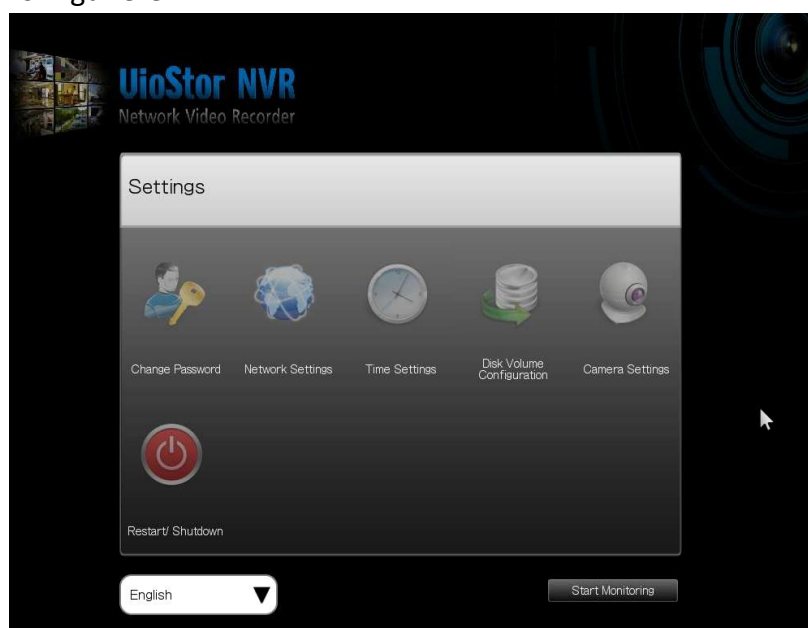 UioStor NVR
Network Video Recorder
Settings
Change Password
Network Settings
Time Settings
Disk Volume
Configuration
Camera Settings
Restart/ Shutdown
English
Start Monitoring